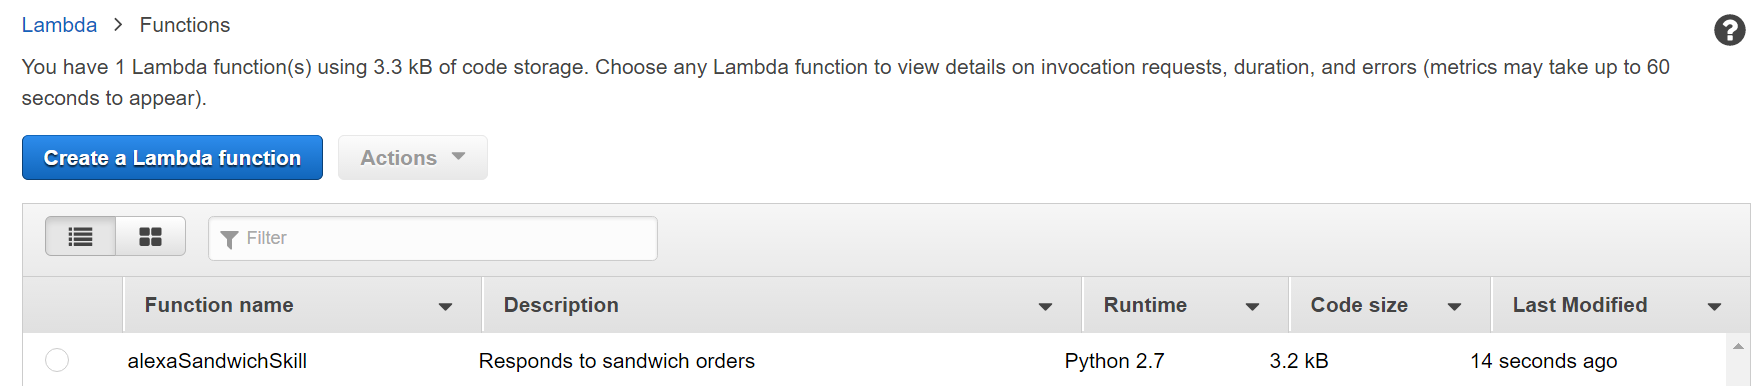 Lambda > Functions
You have 1 Lambda function(s) using 3.3 kB of code storage. Choose any Lambda function to view details on invocation requests, duration, and errors (metrics may take up to 60
seconds to appear).
Create a Lambda function Actions
Filter
Function name Description Runtime Code size Last Modified
alexaSandwichSkill Responds to sandwich orders Python 2.7 3.2 kB 14 seconds ago